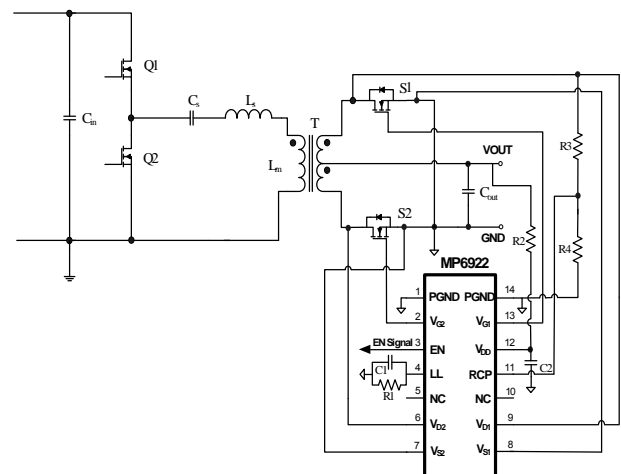 Q1
S1
Cs
Ls
T
R3
Cin
VOUT
Lm
Q2
Cout
S2
R2
GND
R4
MP6922
1 PGND PGND 14
2 VG2 VG1 13
EN Signal 3 EN VDD 12
C1 4 LL RCP 11 C2
R1
5 NC NC 10
6 VD2 VD1 9
7 VS2 VS1 8